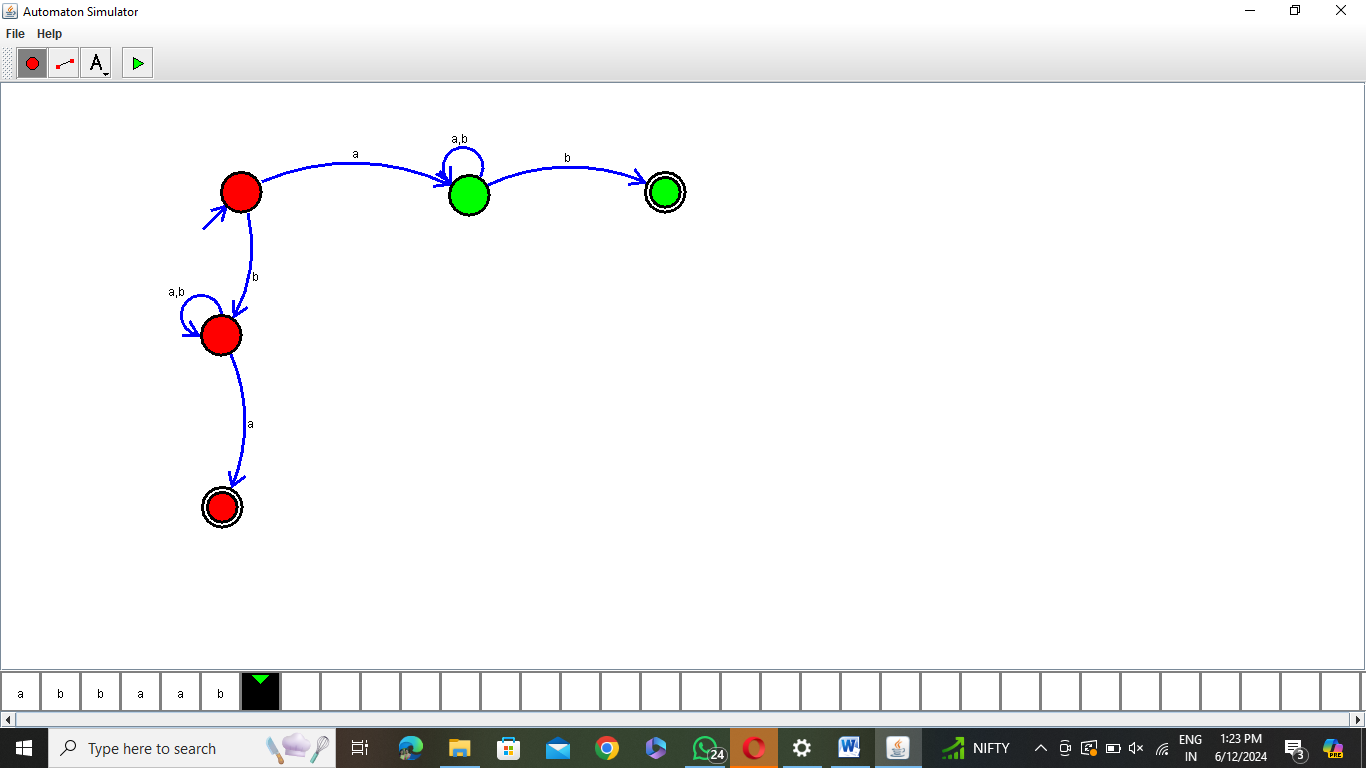 Automaton Simulator
File Help
A
a,b
a
b
b
a,b
a
a b b a a b
Type here to search
24
W
NIFTY
ENG
IN
1:23 PM
6/12/2024
3
PRE